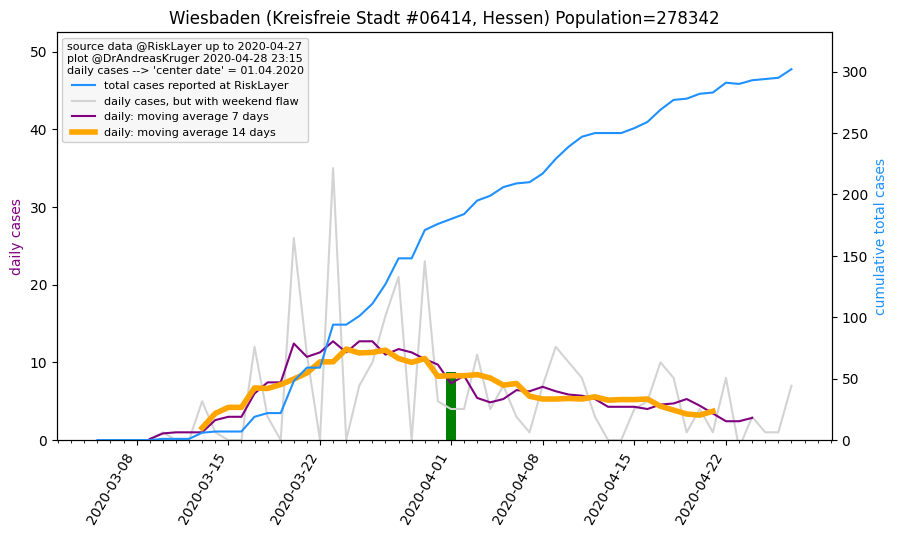 Wiesbaden (Kreisfreie Stadt #06414, Hessen) Population=278342
source data @RiskLayer up to 2020-04-27
plot @DrAndreasKruger 2020-04-28 23:15
daily cases --> 'center date' = 01.04.2020
total cases reported at RiskLayer
daily cases, but with weekend flaw
daily: moving average 7 days
daily: moving average 14 days
daily cases
50
40
30
20
10
0
cumulative total cases
300
250
200
150
100
50
0
2020-03-08
2020-03-15
2020-03-22
2020-04-01
2020-04-08
2020-04-15
2020-04-22